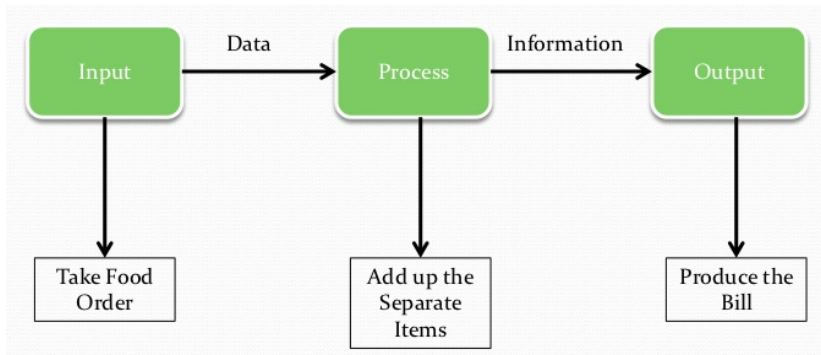 Data
Information
Input
Process
Output
Take Food
Order
Add up the
Separate
Items
Produce the
Bill